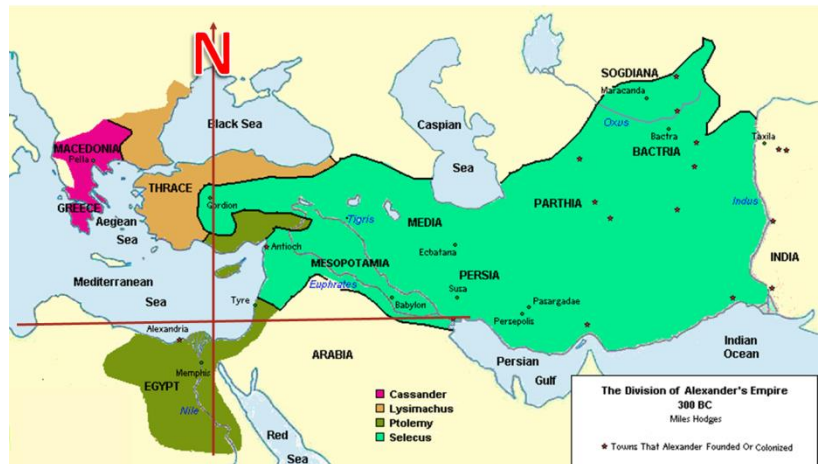 N
SOGDIANA
Maracanda
Black Sea
Caspian
Sea
Oxus
Bactra
Taxila
MACEDONIA
Pella
BACTRIA
THRACE
GREECE
Gordion
Aegean
Sea
Tigris
MEDIA
PARTHIA
Indus
Antioch
Ecbatana
MESOPOTAMIA
INDIA
Mediterranean
Sea
Euphrates
PERSIA
Susa
Babylon
Tyre
Pasargadae
Persepolis
Alexandria
ARABIA
Persian
Gulf
Indian
Ocean
Memphis
EGYPT
Nile
Red
Sea
Cassander
Lysimachus
Ptolemy
Selecus
The Division of Alexander's Empire
300 BC
Miles Hodges
Towns That Alexander Founded Or Colonized